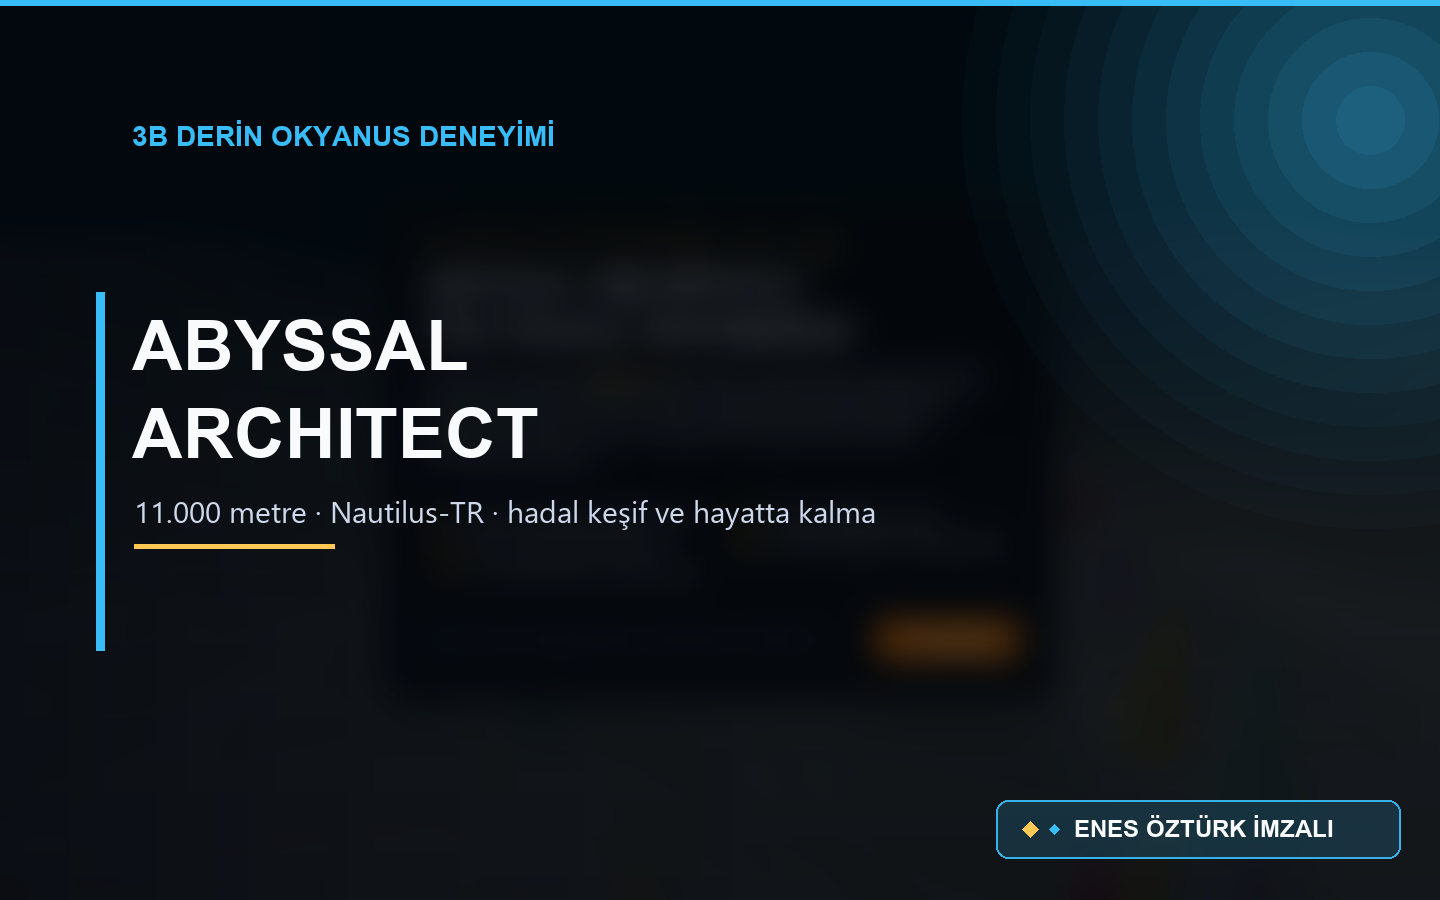 3B DERİN OKYANUS DENEYİMİ
ABYSSAL
ARCHITECT
11.000 metre · Nautilus-TR · hadal keşif ve hayatta kalma
ENES ÖZTÜRK İMZALI